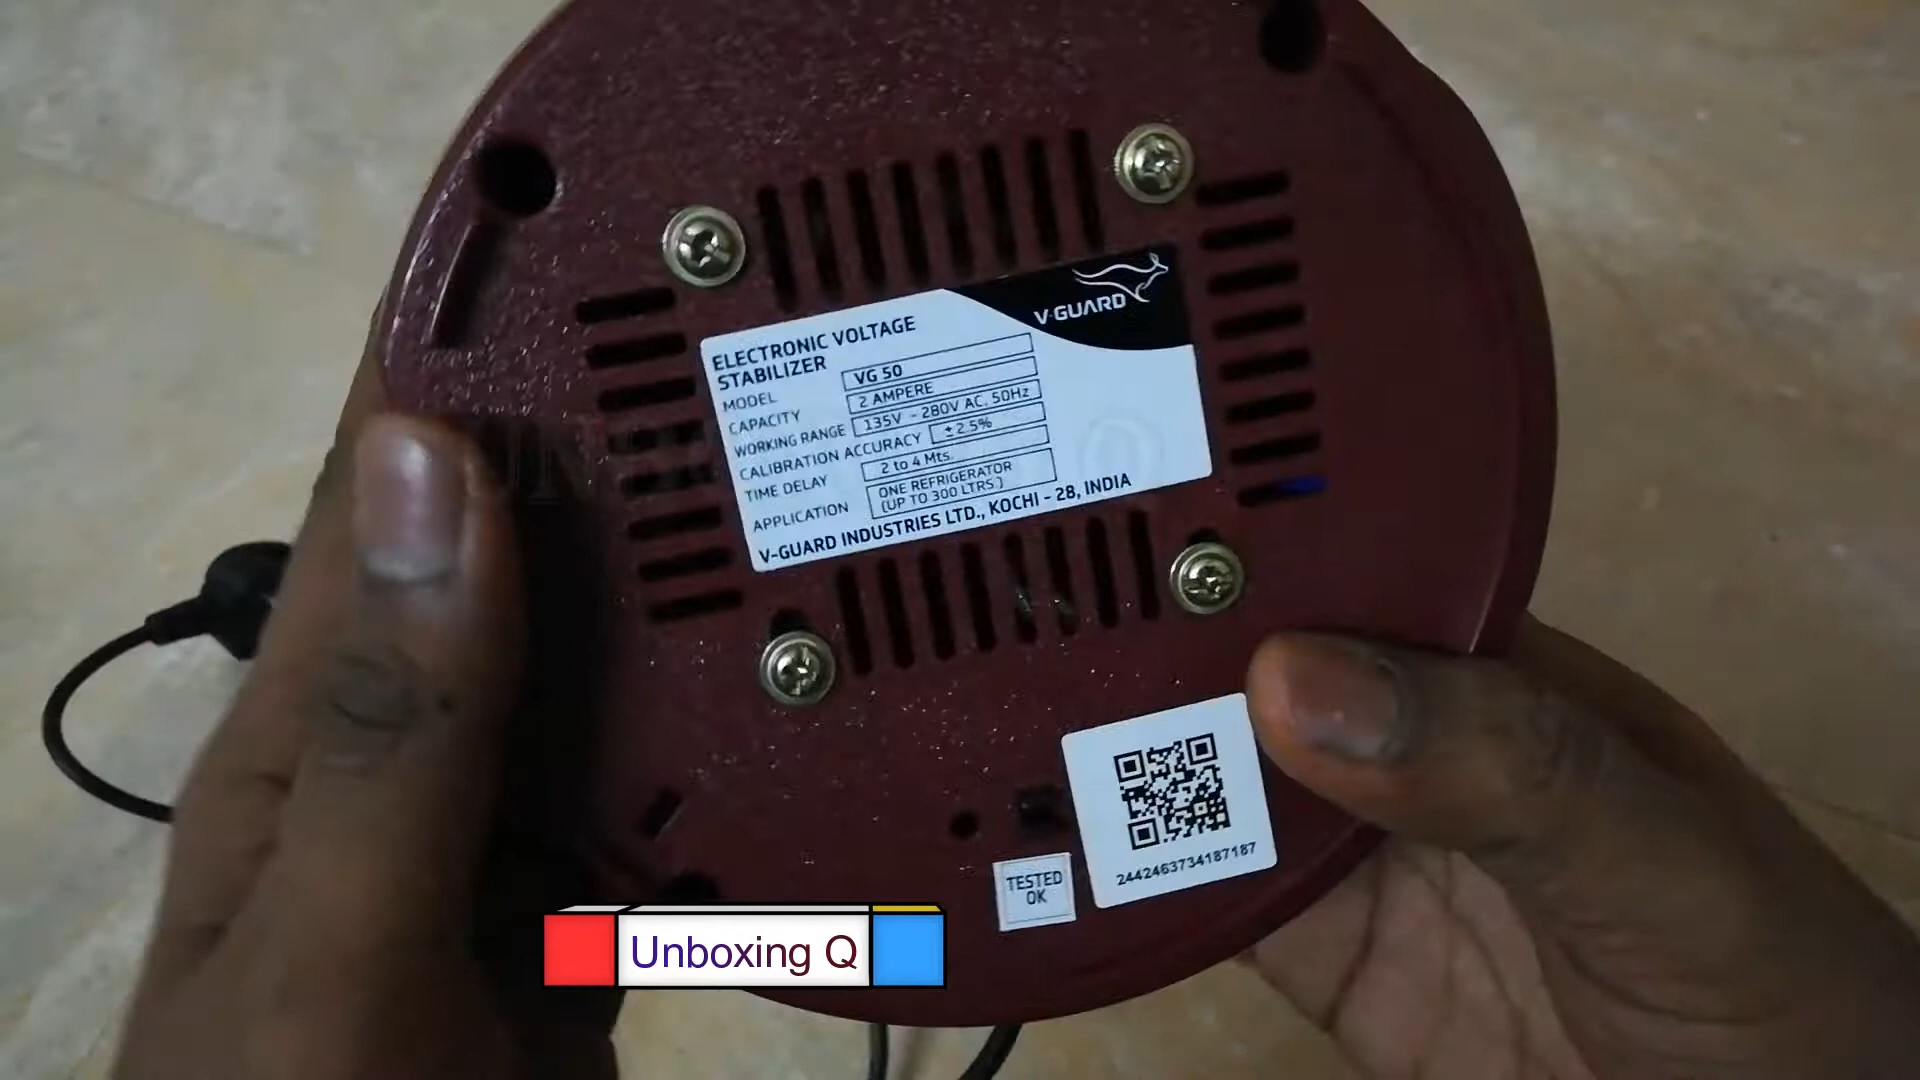 V-GUARD
ELECTRONIC VOLTAGE
STABILIZER
MODEL VG 50
CAPACITY 2 AMPERE
WORKING RANGE 135V - 280V AC, 50Hz
CALIBRATION ACCURACY ±2.5%
TIME DELAY 2 to 4 Mts.
APPLICATION ONE REFRIGERATOR
(UP TO 300 LTRS)
V-GUARD INDUSTRIES LTD., KOCHI - 28, INDIA
2442463734187187
TESTED
OK
Unboxing Q